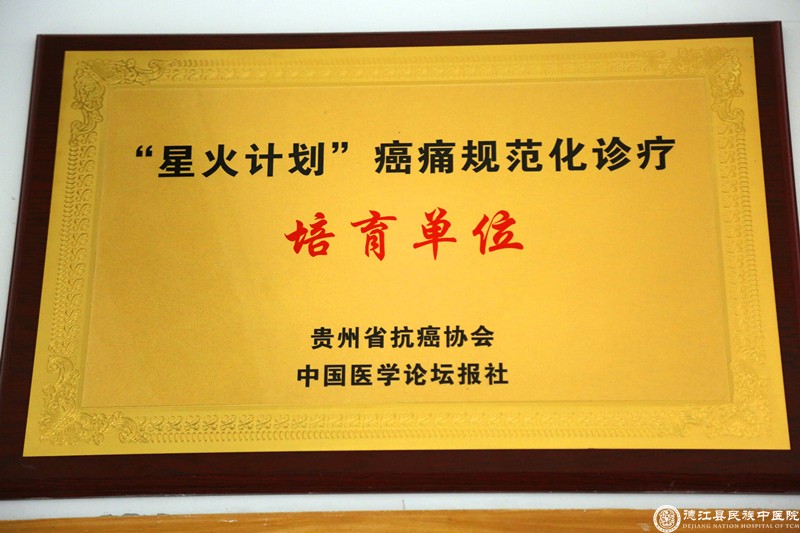 “星火计划”癌痛规范化诊疗
培育单位
贵州省抗癌协会
中国医学论坛报社
德江县民族中医院
DEJIANG NATION HOSPITAL OF TCM